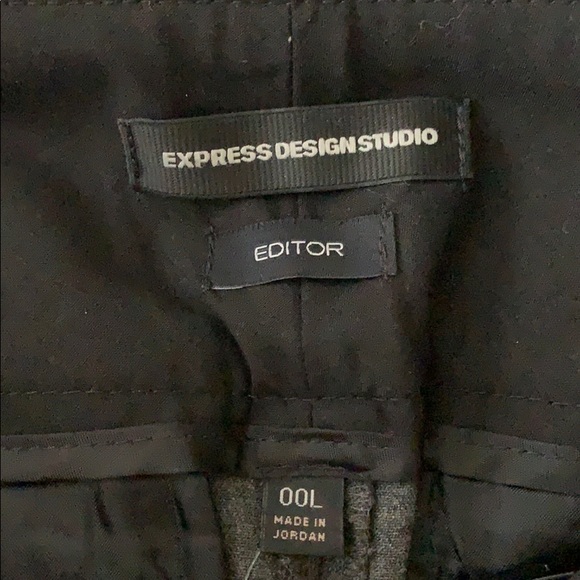 EXPRESS DESIGN STUDIO
EDITOR
00L
MADE IN
JORDAN